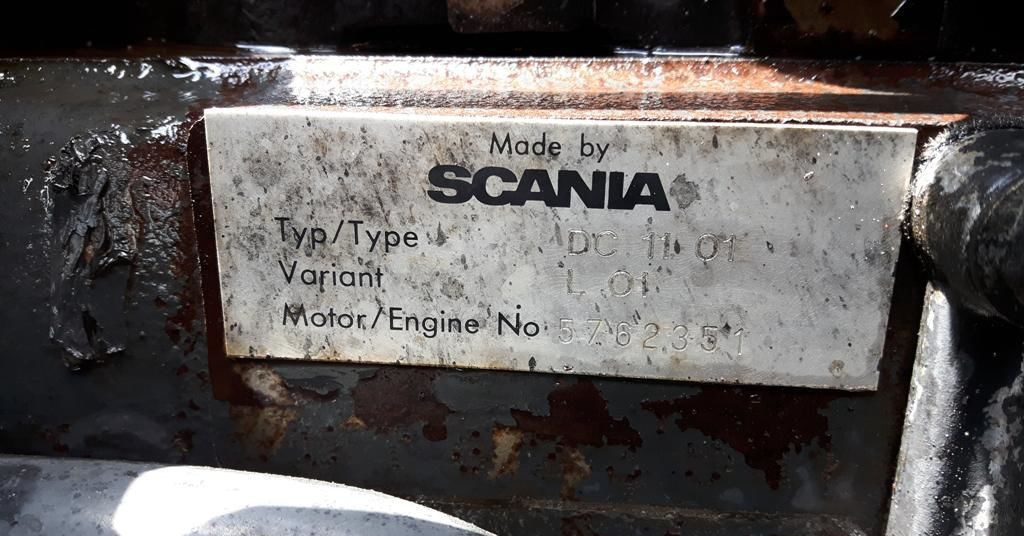 Made by
SCANIA
Typ/Type DC 11 01
Variant L 01
Motor/Engine No 5762351